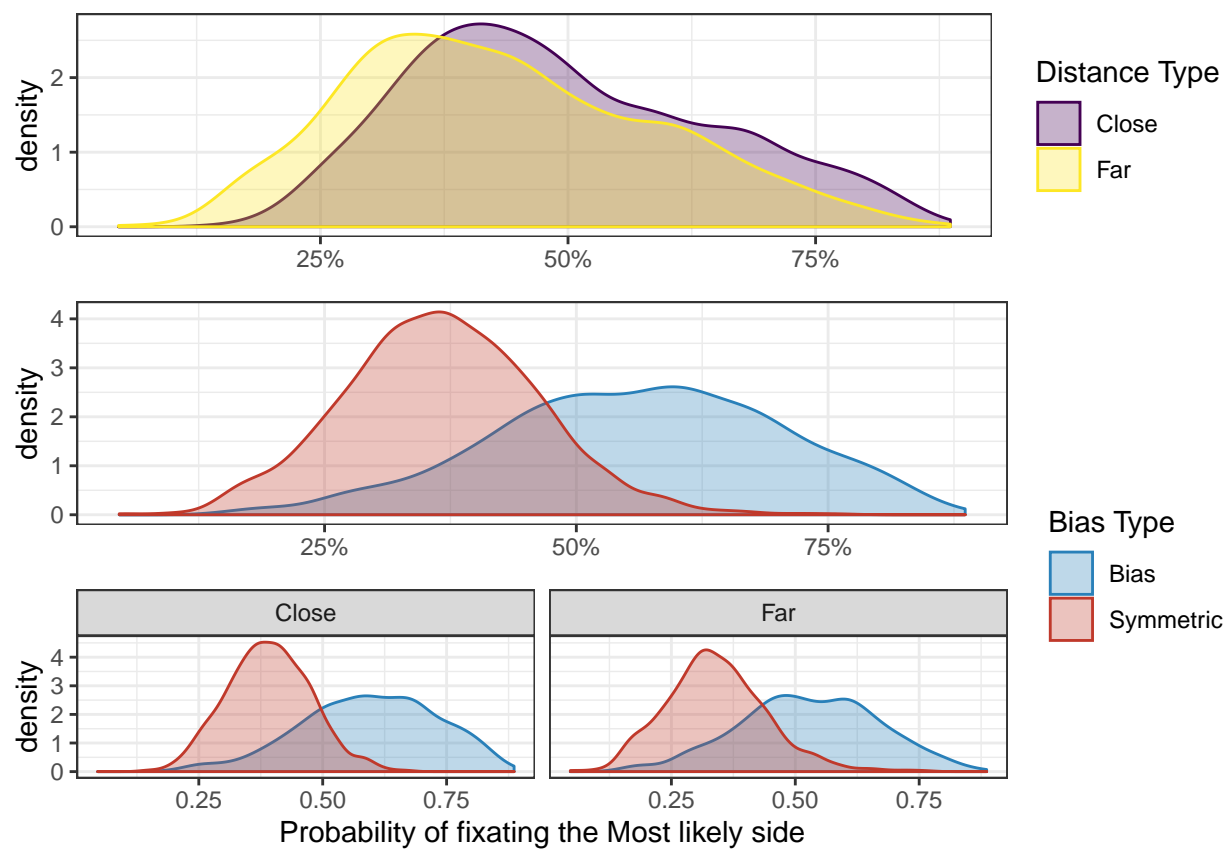 density
2
1
0
25%
50%
75%
Distance Type
Close
Far
density
4
3
2
1
0
25%
50%
75%
Bias Type
Bias
Symmetric
Close
Far
density
4
3
2
1
0
0.25
0.50
0.75
0.25
0.50
0.75
Probability of fixating the Most likely side